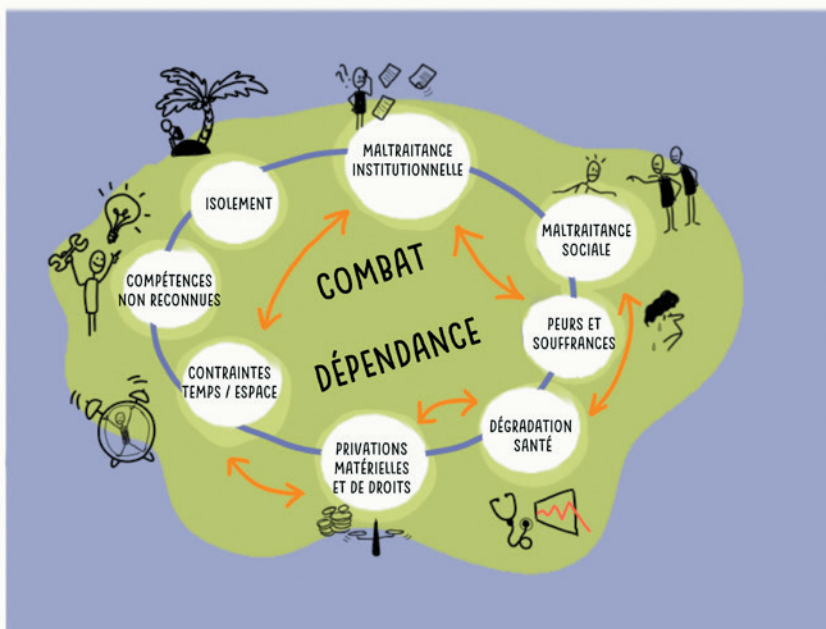 MALTRAITANCE
INSTITUTIONNELLE
ISOLEMENT
MALTRAITANCE
SOCIALE
COMBAT
COMPÉTENCES
NON RECONNUES
PEURS ET
SOUFFRANCES
DÉPENDANCE
CONTRAINTES
TEMPS / ESPACE
DÉGRADATION
SANTÉ
PRIVATIONS
MATÉRIELLES
ET DE DROITS
??